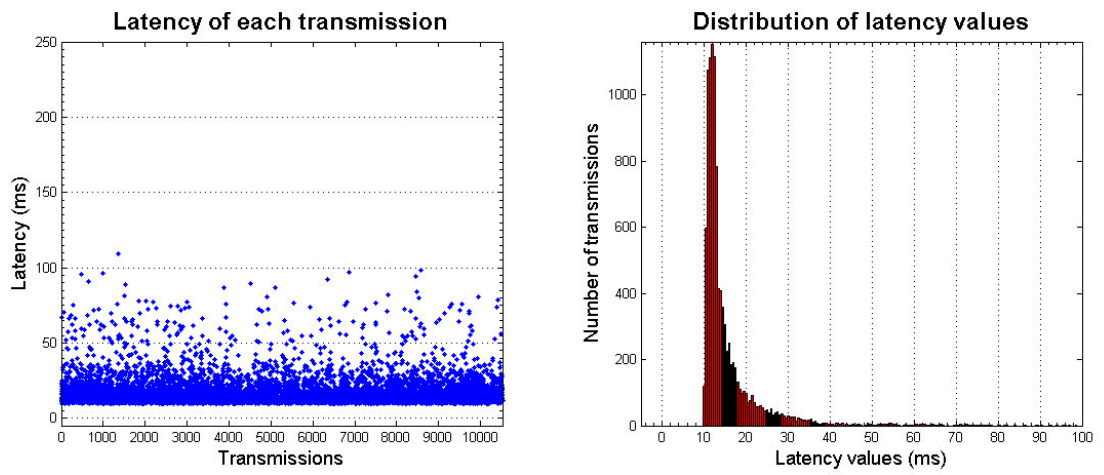 Latency of each transmission
250
200
150
100
50
0
Latency (ms)
0 1000 2000 3000 4000 5000 6000 7000 8000 9000 10000
Transmissions
Distribution of latency values
1000
800
600
400
200
0
Number of transmissions
0 10 20 30 40 50 60 70 80 90 100
Latency values (ms)